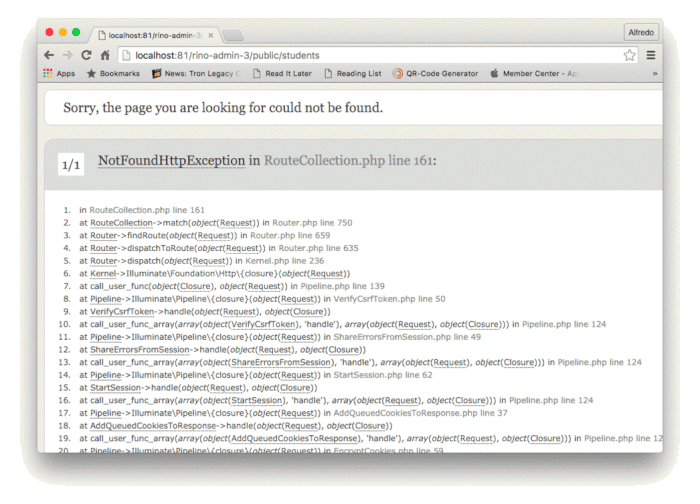 localhost:81/rino-admin-3
Alfredo
localhost:81/rino-admin-3/public/students
Apps Bookmarks News: Tron Legacy Read It Later Reading List QR-Code Generator Member Center - Ap
Sorry, the page you are looking for could not be found.
1/1 NotFoundHttpException in RouteCollection.php line 161:
1. in RouteCollection.php line 161
2. at RouteCollection->match(object(Request)) in Router.php line 750
3. at Router->findRoute(object(Request)) in Router.php line 659
4. at Router->dispatchToRoute(object(Request)) in Router.php line 635
5. at Router->dispatch(object(Request)) in Kernel.php line 236
6. at Kernel->Illuminate\Foundation\Http\{closure}(object(Request))
7. at call_user_func(object(Closure), object(Request)) in Pipeline.php line 139
8. at Pipeline->Illuminate\Pipeline\{closure}(object(Request)) in VerifyCsrfToken.php line 50
9. at VerifyCsrfToken->handle(object(Request), object(Closure))
10. at call_user_func_array(array(object(VerifyCsrfToken), 'handle'), array(object(Request), object(Closure))) in Pipeline.php line 124
11. at Pipeline->Illuminate\Pipeline\{closure}(object(Request)) in ShareErrorsFromSession.php line 49
12. at ShareErrorsFromSession->handle(object(Request), object(Closure))
13. at call_user_func_array(array(object(ShareErrorsFromSession), 'handle'), array(object(Request), object(Closure))) in Pipeline.php line 124
14. at Pipeline->Illuminate\Pipeline\{closure}(object(Request)) in StartSession.php line 62
15. at StartSession->handle(object(Request), object(Closure))
16. at call_user_func_array(array(object(StartSession), 'handle'), array(object(Request), object(Closure))) in Pipeline.php line 124
17. at Pipeline->Illuminate\Pipeline\{closure}(object(Request)) in AddQueuedCookiesToResponse.php line 37
18. at AddQueuedCookiesToResponse->handle(object(Request), object(Closure))
19. at call_user_func_array(array(object(AddQueuedCookiesToResponse), 'handle'), array(object(Request), object(Closure))) in Pipeline.php line 12
20. at Pipeline->Illuminate\Pipeline\{closure}(object(Request)) in EncryptCookies.php line 59